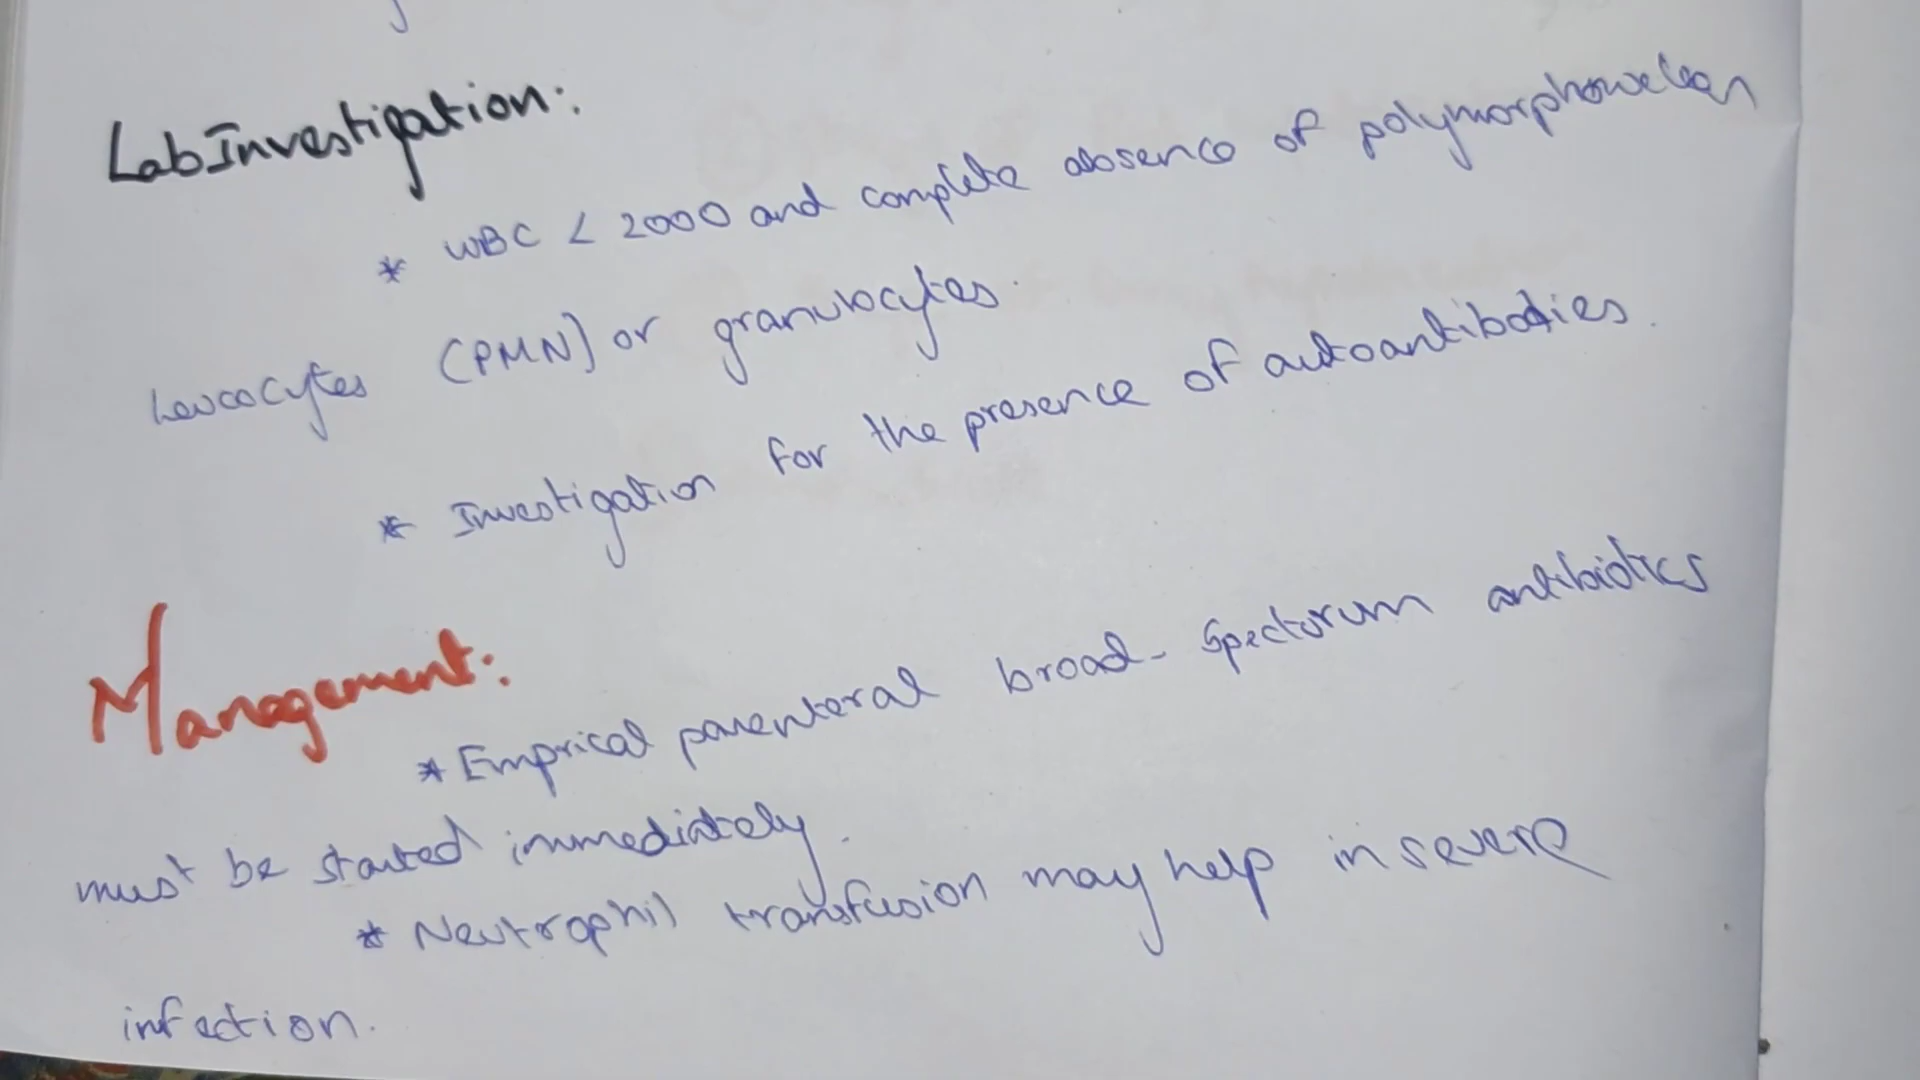 Lab Investigation:
* WBC < 2000 and complete absence of polymorphonuclear
leucocytes (PMN) or granulocytes.
* Investigation for the presence of autoantibodies.
Management:
* Emprical parenteral broad-Spectorum antibiotics
must be started immediately.
* Neutrophil transfusion may help in severe
infection.